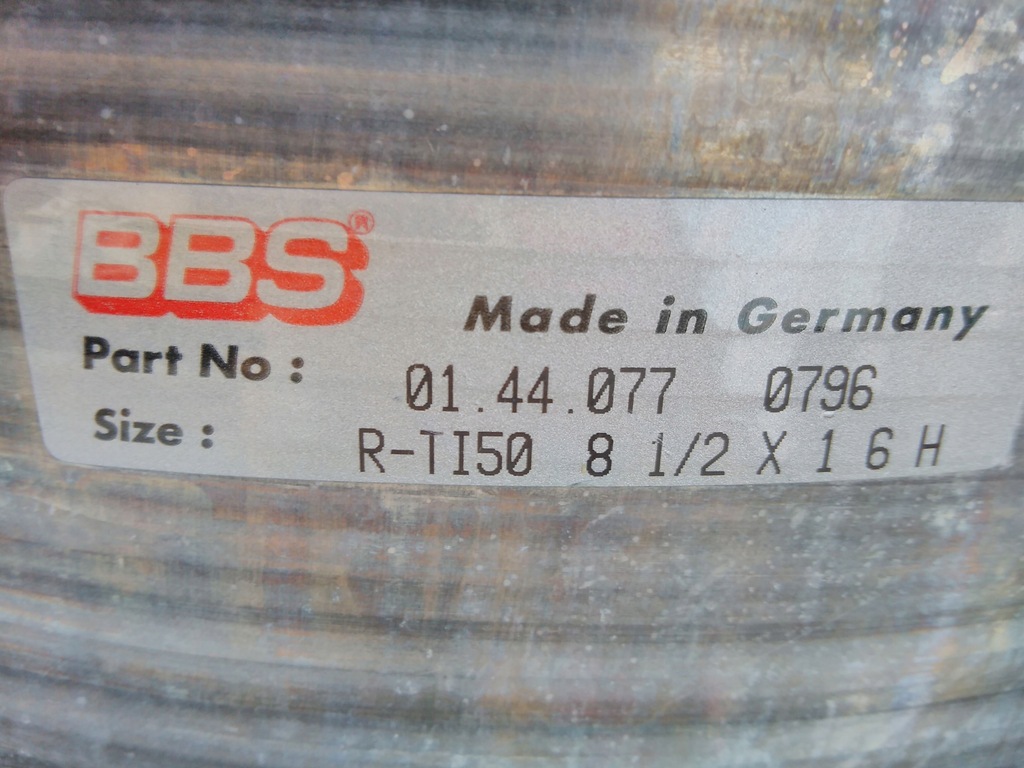 BBS®
Made in Germany
Part No : 01.44.077 0796
Size : R-TI50 8 1/2 X 1 6 H